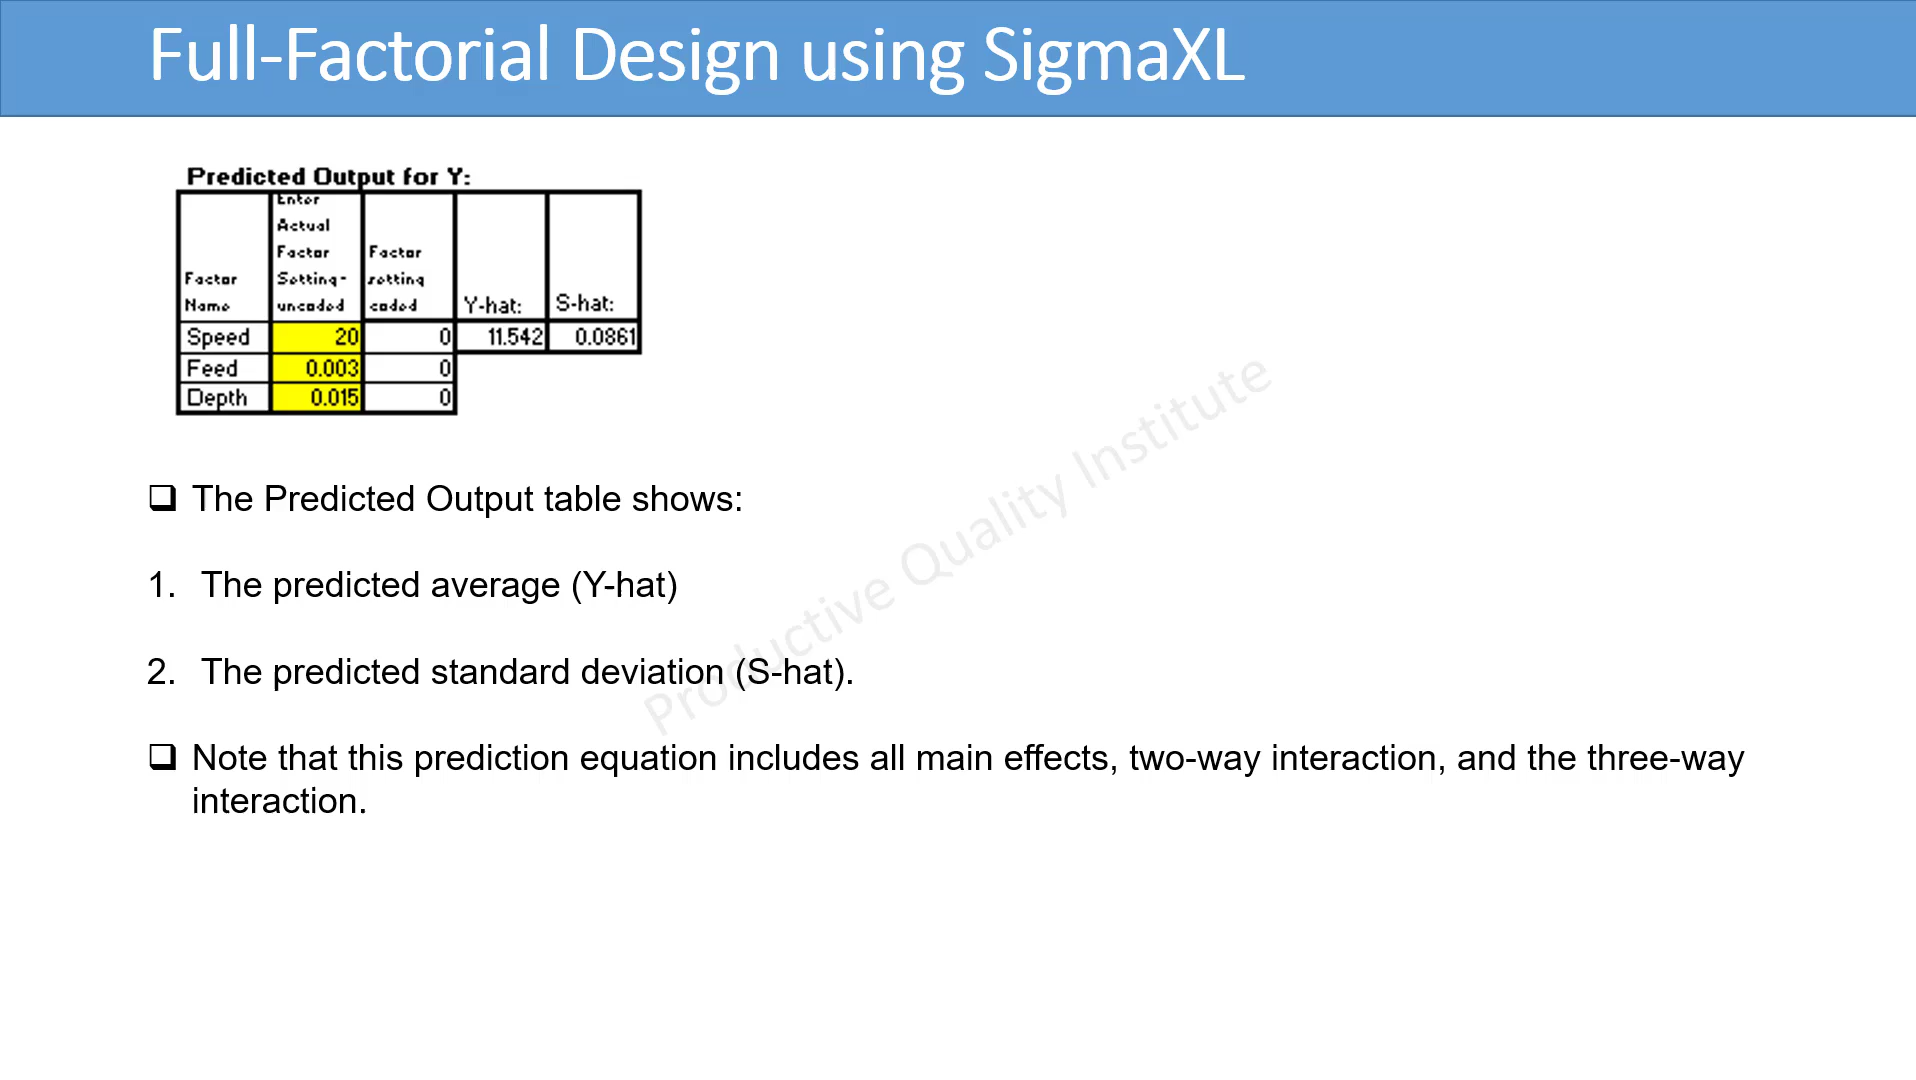 Full-Factorial Design using SigmaXL
Predicted Output for Y:
Factor Name Enter Actual Factor Setting- uncoded Factor setting coded Y-hat: S-hat:
Speed 20 0 11.542 0.0861
Feed 0.003 0
Depth 0.015 0
The Predicted Output table shows:
1. The predicted average (Y-hat)
2. The predicted standard deviation (S-hat).
Note that this prediction equation includes all main effects, two-way interaction, and the three-way
interaction.
Productive Quality Institute